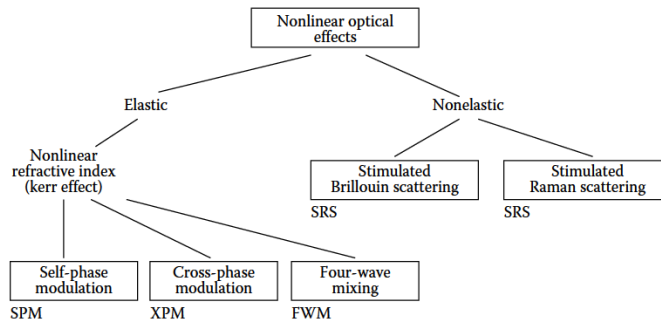 Nonlinear optical
effects
Elastic
Nonelastic
Nonlinear
refractive index
(kerr effect)
Stimulated
Brillouin scattering
Stimulated
Raman scattering
SRS
SRS
Self-phase
modulation
Cross-phase
modulation
Four-wave
mixing
SPM
XPM
FWM